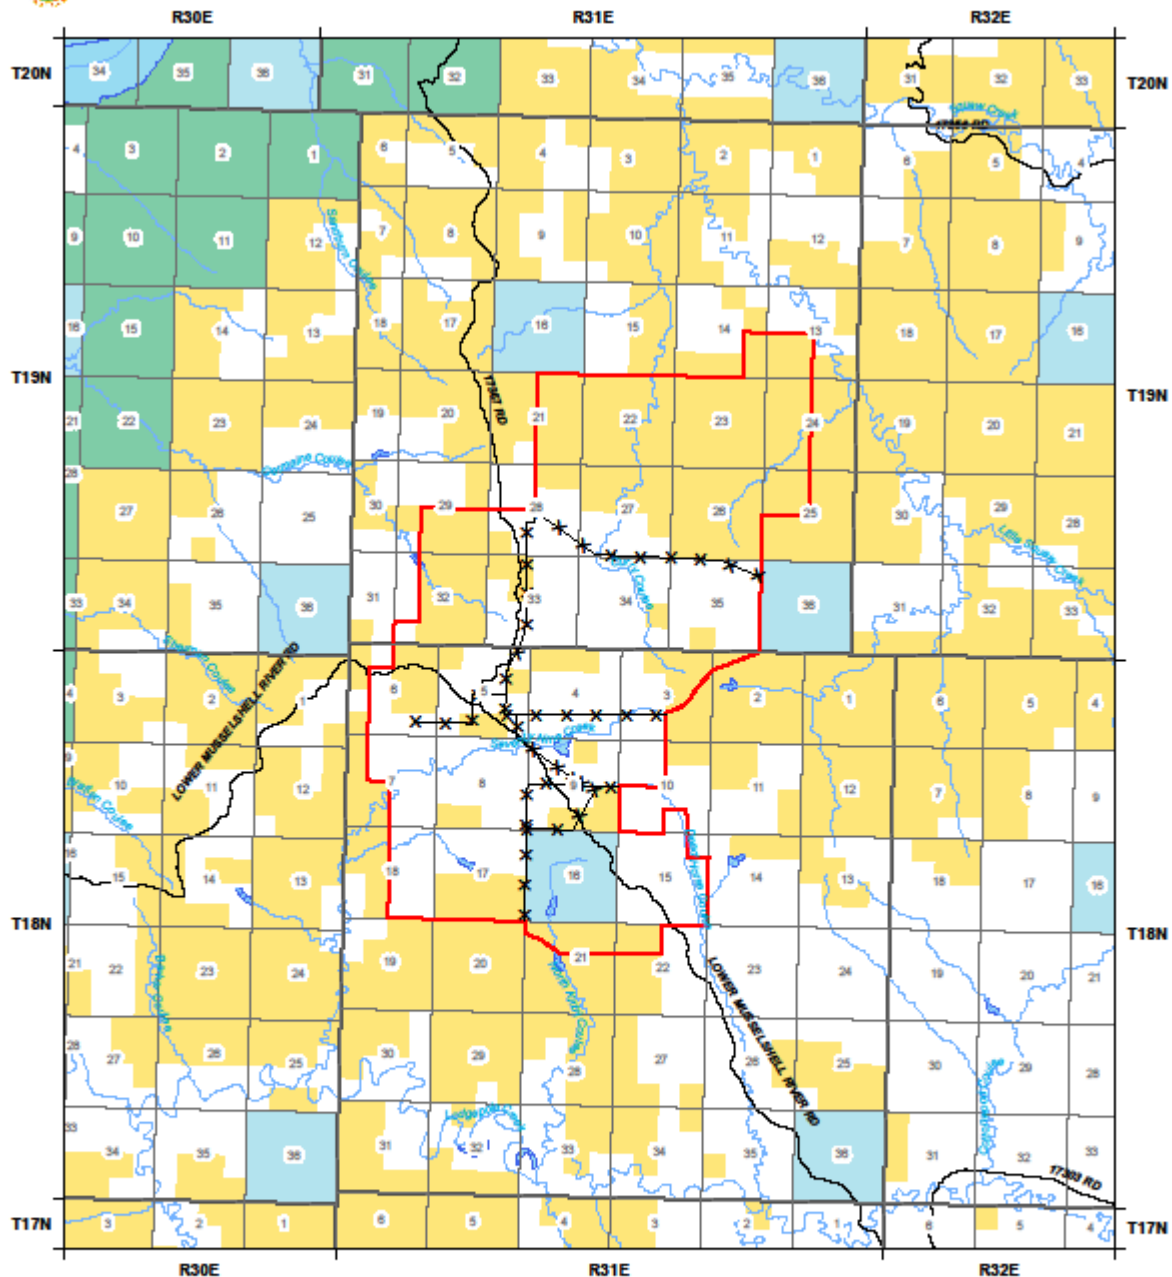 R30E R31E R32E
T20N 34 35 36 31 32 33 34 35 36 31 32 33 T20N
17355 RD
4 3 2 1 6 5 4 3 2 1 6 5 4
Sandburn Coulee
9 10 11 12 7 8 9 10 11 12 7 8 9
16 15 14 13 18 17 16 15 14 13 18 17 16
T19N T19N
17367 RD
21 22 23 24 19 20 21 22 23 24 19 20 21
28 27 26 25 30 29 28 27 26 25 30 29 28
Little Squaw Creek
33 34 35 36 31 32 33 34 35 36 31 32 33
LOWER MUSSELSHELL RIVER RD
4 3 2 1 6 5 4 3 2 1 6 5 4
9 10 11 12 7 8 9 10 11 12 7 8 9
16 15 14 13 18 17 16 15 14 13 18 17 16
T18N T18N
21 22 23 24 19 20 21 22 23 24 19 20 21
LOWER MUSSELSHELL RIVER RD
28 27 26 25 30 29 28 27 26 25 30 29 28
Lodgepole Creek
33 34 35 36 31 32 33 34 35 36 31 32 33
17303 RD
T17N 3 2 1 6 5 4 3 2 1 6 5 4 T17N
R30E R31E R32E